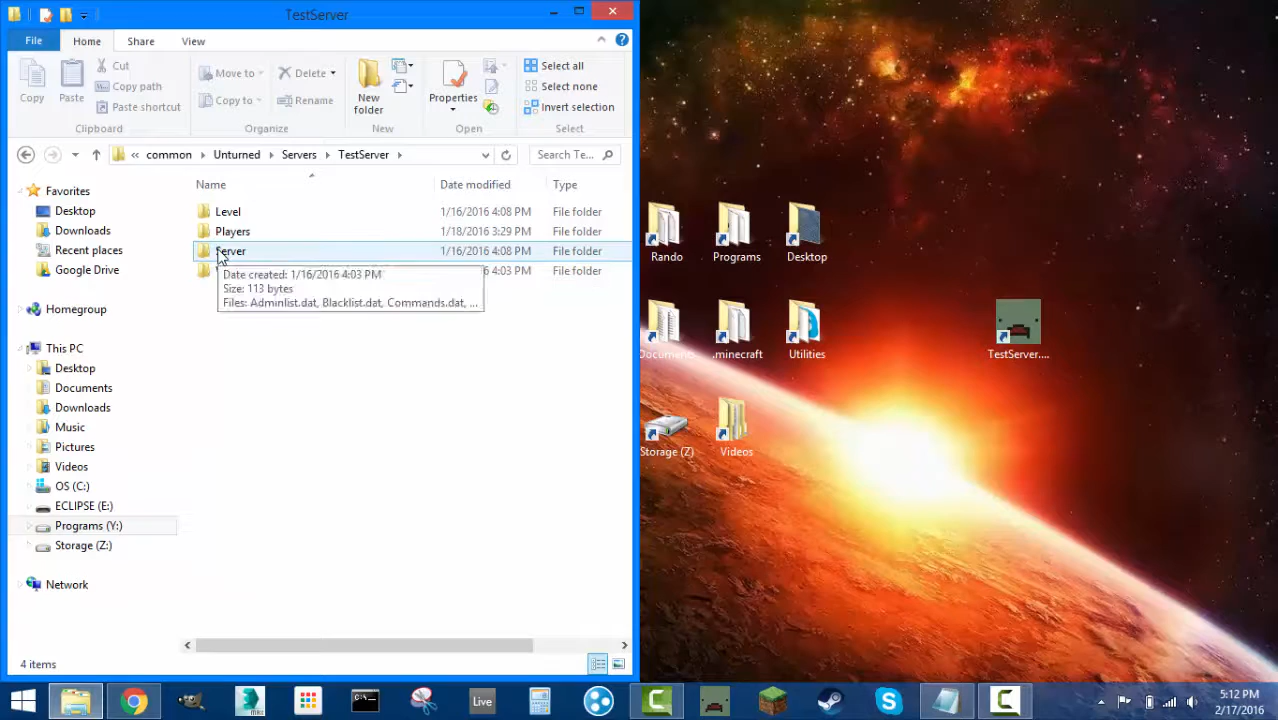 TestServer
File Home Share View
Copy
Paste
Cut
Copy path
Paste shortcut
Clipboard
Move to
Copy to
Delete
Rename
Organize
New folder
New
Properties
Open
Select all
Select none
Invert selection
Select
« common Unturned Servers TestServer
Search Te...
Name Date modified Type
Level 1/16/2016 4:08 PM File folder
Players 1/18/2016 3:29 PM File folder
Server 1/16/2016 4:08 PM File folder
4:03 PM File folder
Date created: 1/16/2016 4:03 PM
Size: 113 bytes
Files: Adminlist.dat, Blacklist.dat, Commands.dat, ...
Favorites
Desktop
Downloads
Recent places
Google Drive
Homegroup
This PC
Desktop
Documents
Downloads
Music
Pictures
Videos
OS (C:)
ECLIPSE (E:)
Programs (Y:)
Storage (Z:)
Network
4 items
Rando Programs Desktop
Documents .minecraft Utilities TestServer....
Storage (Z) Videos
Live
5:12 PM
2/17/2016